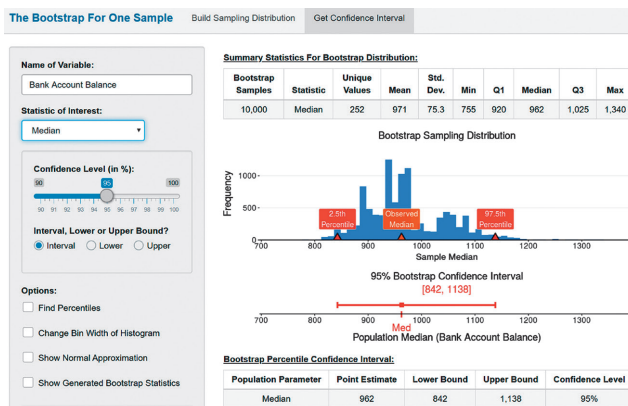 The Bootstrap For One Sample Build Sampling Distribution Get Confidence Interval
Name of Variable:
Bank Account Balance
Statistic of Interest:
Median
Confidence Level (in %):
90 95 100
90 91 92 93 94 95 96 97 98 99 100
Interval, Lower or Upper Bound?
Interval Lower Upper
Options:
Find Percentiles
Change Bin Width of Histogram
Show Normal Approximation
Show Generated Bootstrap Statistics
Summary Statistics For Bootstrap Distribution:
Bootstrap Samples Statistic Unique Values Mean Std. Dev. Min Q1 Median Q3 Max
10,000 Median 252 971 75.3 755 920 962 1,025 1,340
Bootstrap Sampling Distribution
Frequency
1000
500
0
2.5th Percentile
Observed Median
97.5th Percentile
700 800 900 1000 1100 1200 1300
Sample Median
95% Bootstrap Confidence Interval
[842, 1138]
Med
700 800 900 1000 1100 1200 1300
Population Median (Bank Account Balance)
Bootstrap Percentile Confidence Interval:
Population Parameter Point Estimate Lower Bound Upper Bound Confidence Level
Median 962 842 1,138 95%